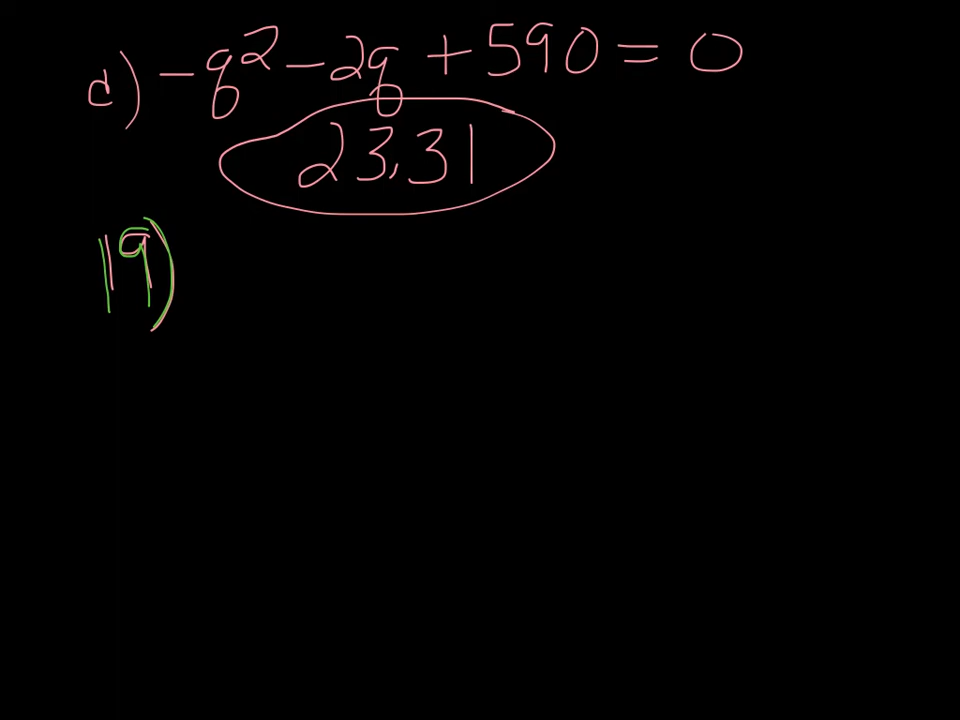 d) -q² - 2q + 590 = 0
23,31
19)